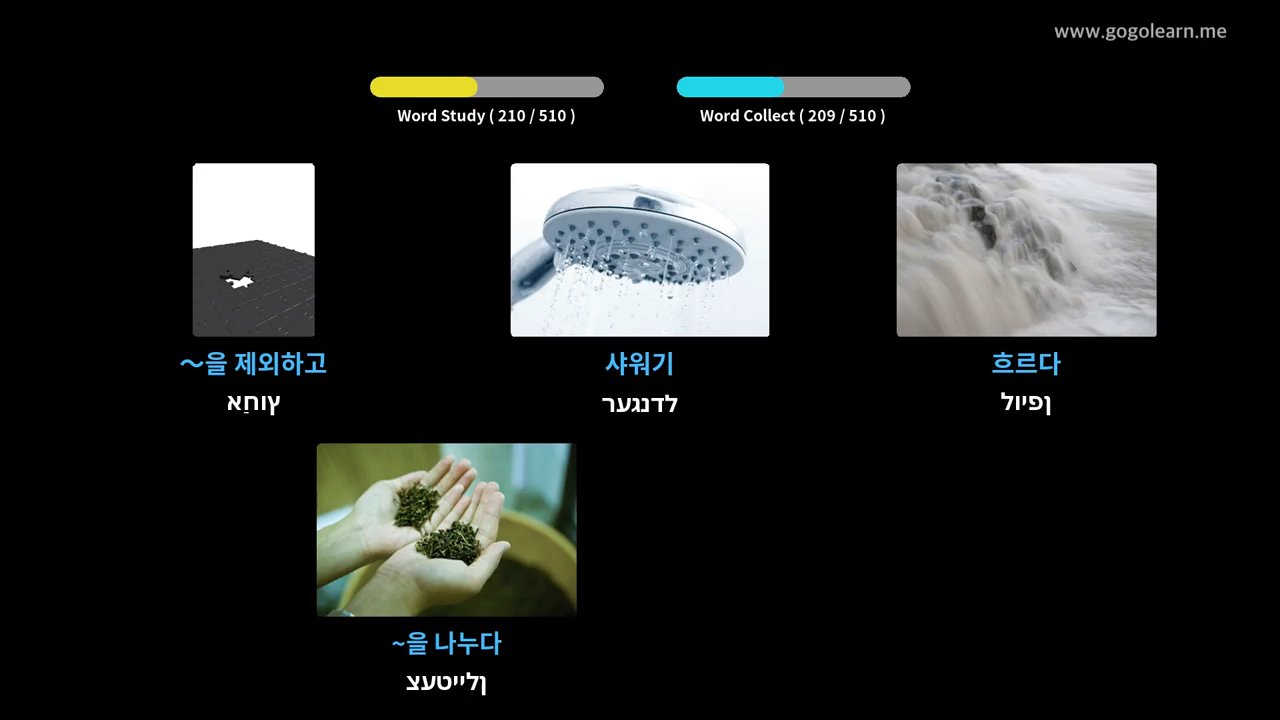 www.gogolearn.me
Word Study ( 210 / 510 )
Word Collect ( 209 / 510 )
～을 제외하고
אַחוץ
샤워기
רעגנדל
흐르다
לויפן
~을 나누다
צעטיילן